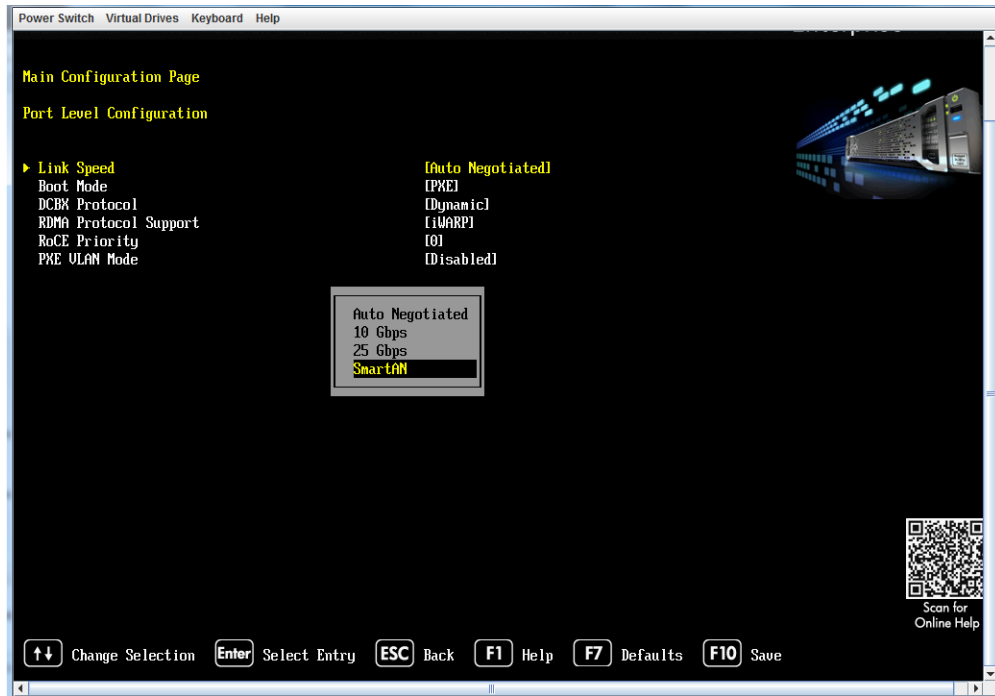 Power Switch Virtual Drives Keyboard Help
Main Configuration Page
Port Level Configuration
Link Speed [Auto Negotiated]
Boot Mode [PXE]
DCBX Protocol [Dynamic]
RDMA Protocol Support [iWARP]
RoCE Priority [0]
PXE VLAN Mode [Disabled]
Auto Negotiated
10 Gbps
25 Gbps
SmartAN
Scan for
Online Help
↑↓ Change Selection Enter Select Entry ESC Back F1 Help F7 Defaults F10 Save